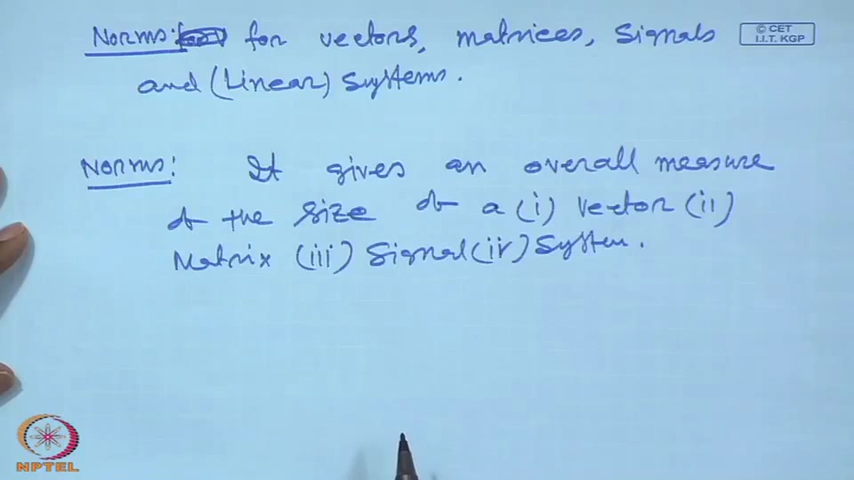 Norms: for vectors, matrices, Signals
© CET
I.I.T. KGP
and (Linear) Systems.
Norms: It gives an overall measure
of the size of a (i) vector (ii)
Matrix (iii) Signal (iv) System.
NPTEL